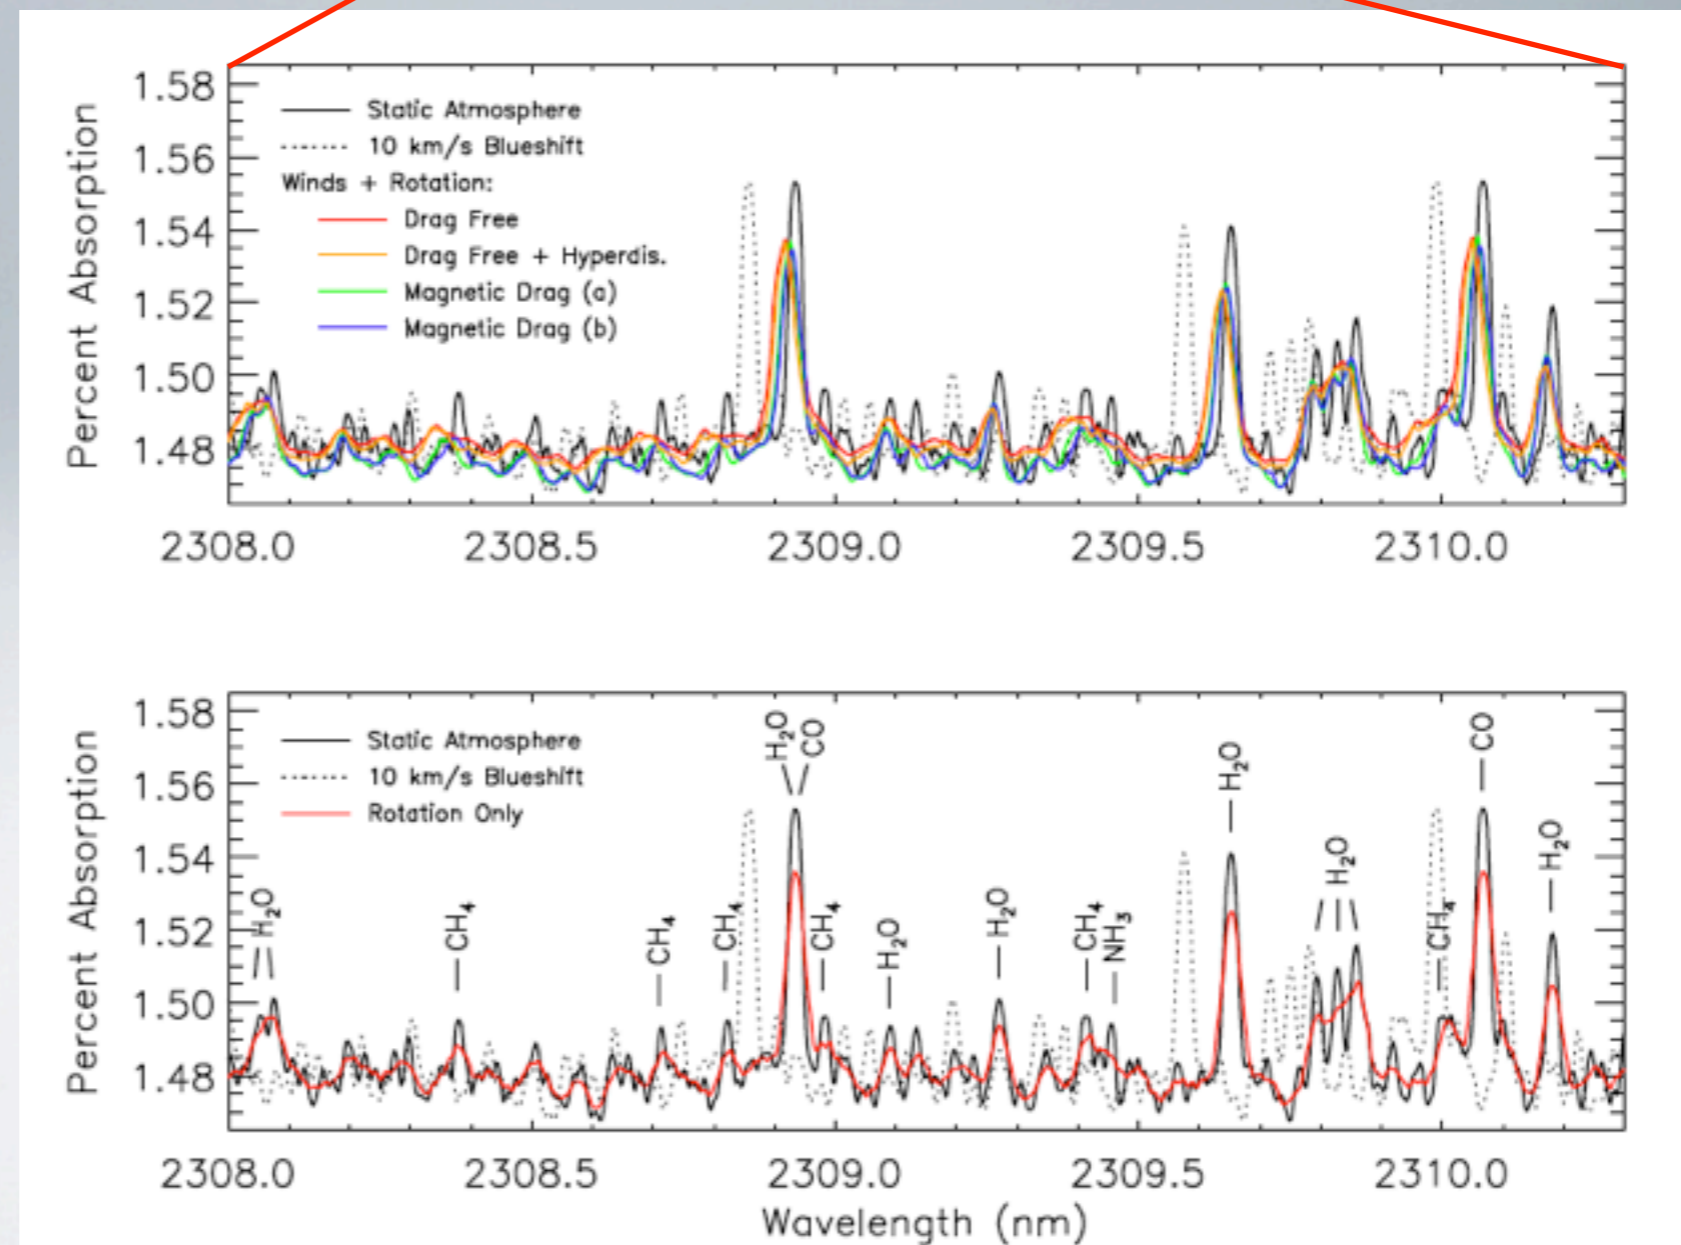 Percent Absorption
1.58
1.56
1.54
1.52
1.50
1.48
Static Atmosphere
10 km/s Blueshift
Winds + Rotation:
Drag Free
Drag Free + Hyperdis.
Magnetic Drag (a)
Magnetic Drag (b)
2308.0 2308.5 2309.0 2309.5 2310.0
Percent Absorption
1.58
1.56
1.54
1.52
1.50
1.48
Static Atmosphere
10 km/s Blueshift
Rotation Only
H₂O
CH₄
CH₄
CH₄
H₂O
CO
CH₄
H₂O
H₂O
CH₄
NH₃
H₂O
H₂O
CH₄
CO
H₂O
2308.0 2308.5 2309.0 2309.5 2310.0
Wavelength (nm)